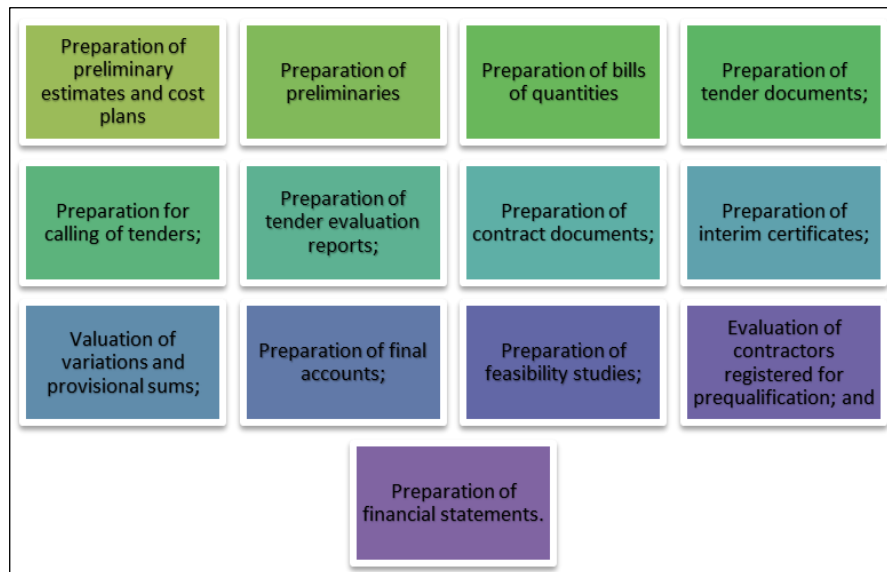 Preparation of
preliminary
estimates and cost
plans
Preparation of
preliminaries
Preparation of bills
of quantities
Preparation of
tender documents;
Preparation for
calling of tenders;
Preparation of
tender evaluation
reports;
Preparation of
contract documents;
Preparation of
interim certificates;
Valuation of
variations and
provisional sums;
Preparation of final
accounts;
Preparation of
feasibility studies;
Evaluation of
contractors
registered for
prequalification; and
Preparation of
financial statements.